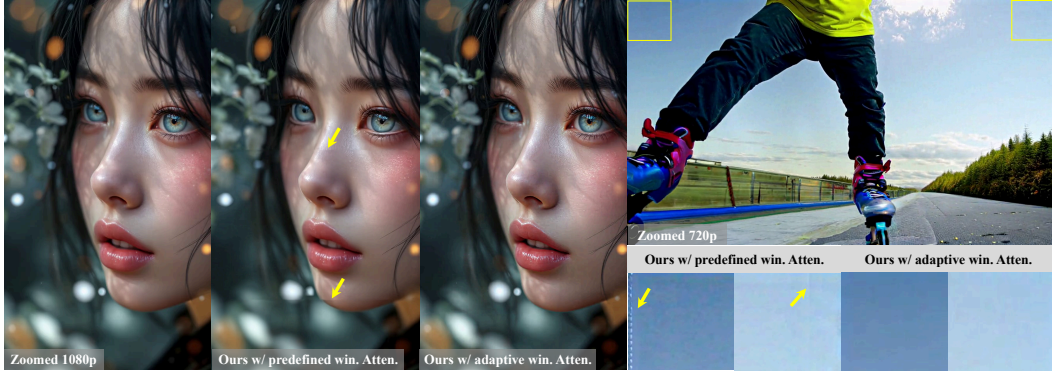 Zoomed 1080p
Ours w/ predefined win. Atten.
Ours w/ adaptive win. Atten.
Zoomed 720p
Ours w/ predefined win. Atten.
Ours w/ adaptive win. Atten.